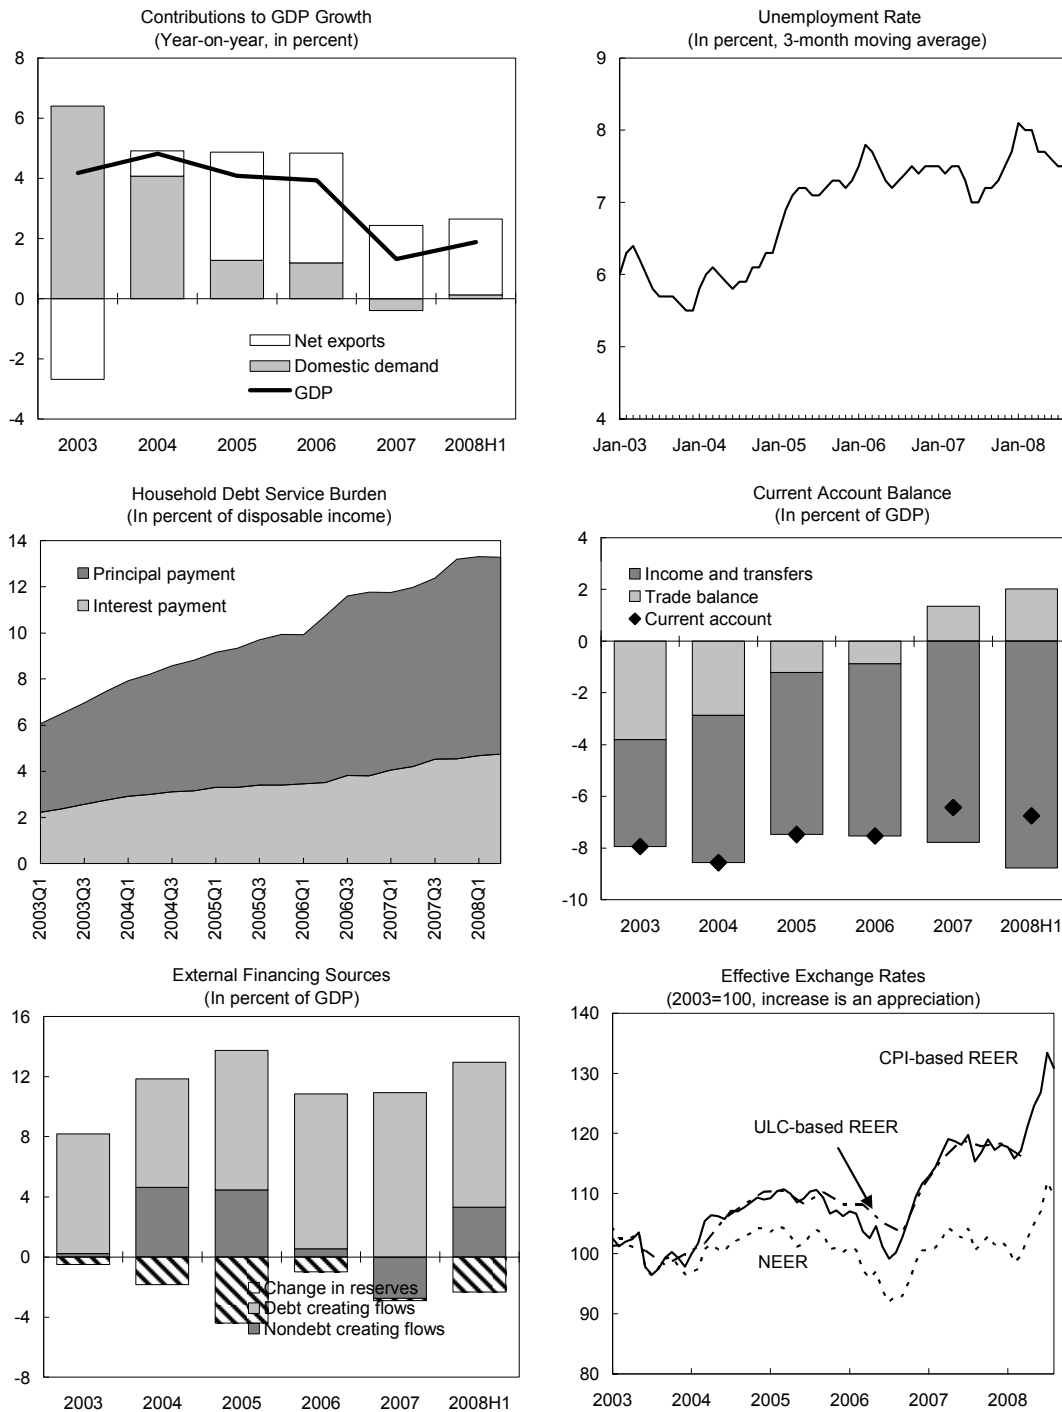 Contributions to GDP Growth
(Year-on-year, in percent)
8
6
4
2
0
-2
-4
Net exports
Domestic demand
GDP
2003 2004 2005 2006 2007 2008H1
Unemployment Rate
(In percent, 3-month moving average)
9
8
7
6
5
4
Jan-03 Jan-04 Jan-05 Jan-06 Jan-07 Jan-08
Household Debt Service Burden
(In percent of disposable income)
14
12
10
8
6
4
2
0
Principal payment
Interest payment
2003Q1 2003Q3 2004Q1 2004Q3 2005Q1 2005Q3 2006Q1 2006Q3 2007Q1 2007Q3 2008Q1
Current Account Balance
(In percent of GDP)
4
2
0
-2
-4
-6
-8
-10
Income and transfers
Trade balance
Current account
2003 2004 2005 2006 2007 2008H1
External Financing Sources
(In percent of GDP)
16
12
8
4
0
-4
-8
Change in reserves
Debt creating flows
Nondebt creating flows
2003 2004 2005 2006 2007 2008H1
Effective Exchange Rates
(2003=100, increase is an appreciation)
140
130
120
110
100
90
80
CPI-based REER
ULC-based REER
NEER
2003 2004 2005 2006 2007 2008